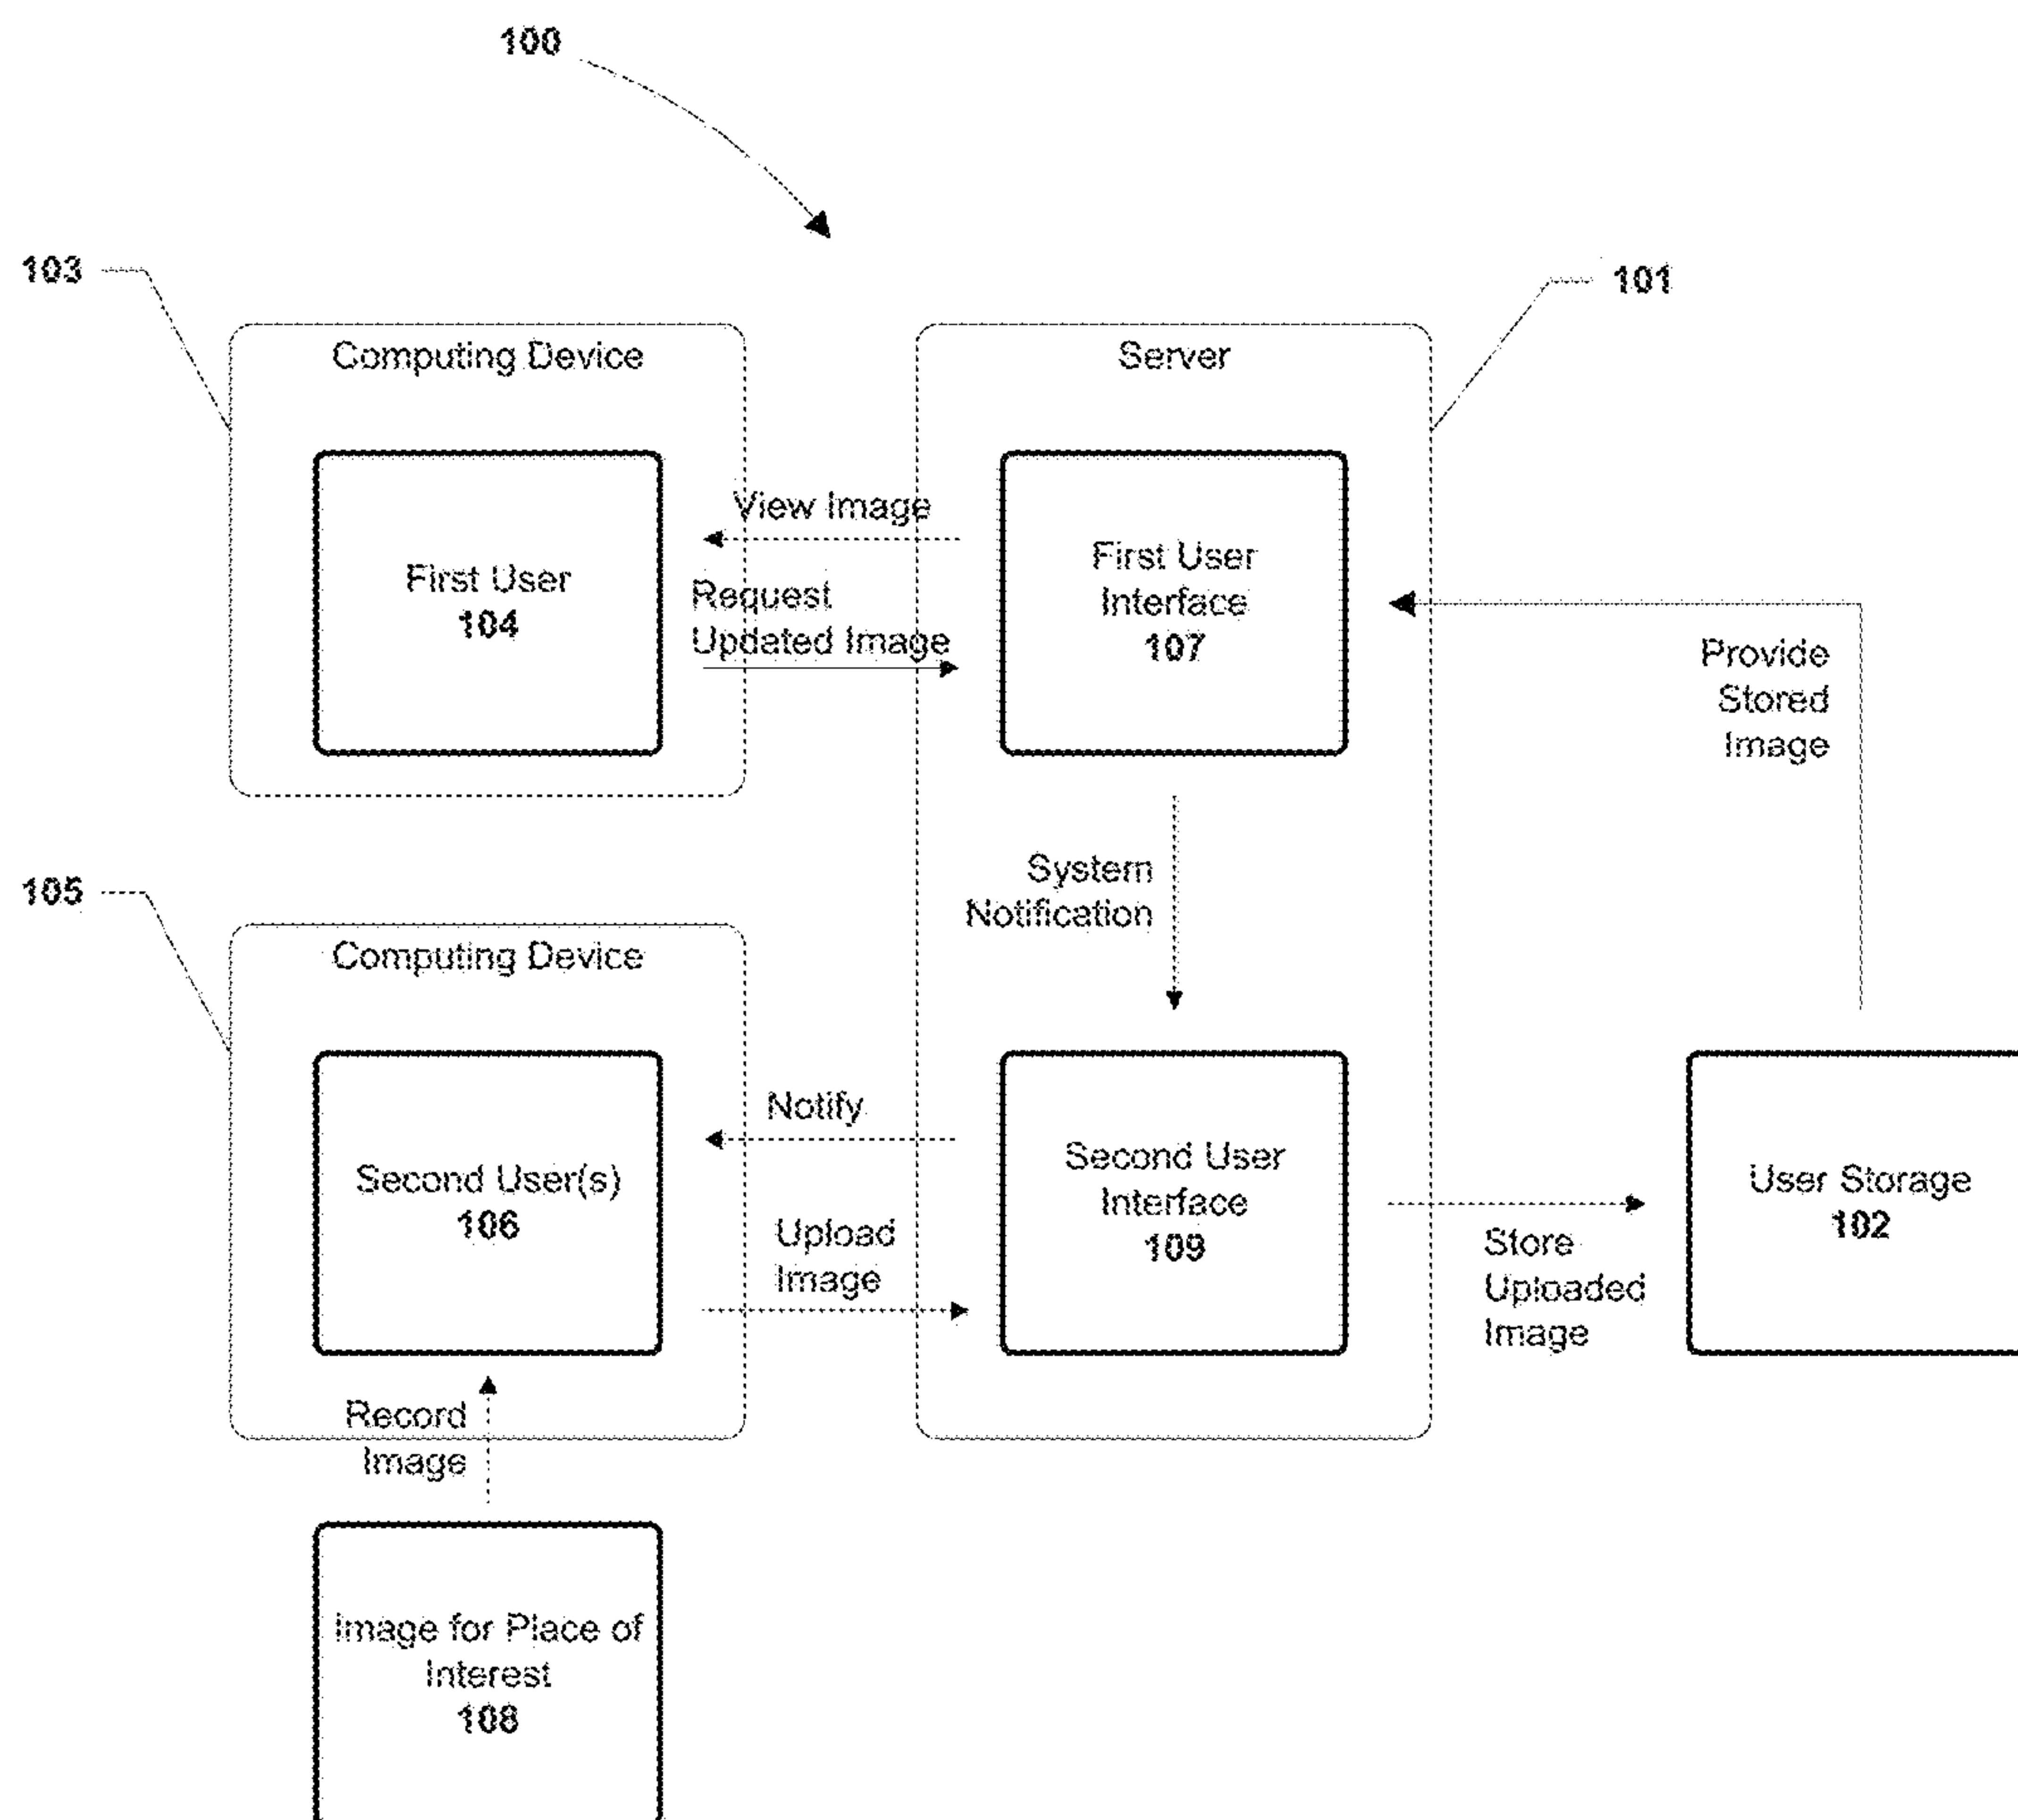 100
103
101
Computing Device
Server
View Image
First User
104
Request
Updated Image
First User
Interface
107
Provide
Stored
Image
System
Notification
105
Computing Device
Notify
Second User(s)
106
Upload
Image
Second User
Interface
109
Store
Uploaded
Image
User Storage
102
Record
Image
Image for Place of
Interest
108